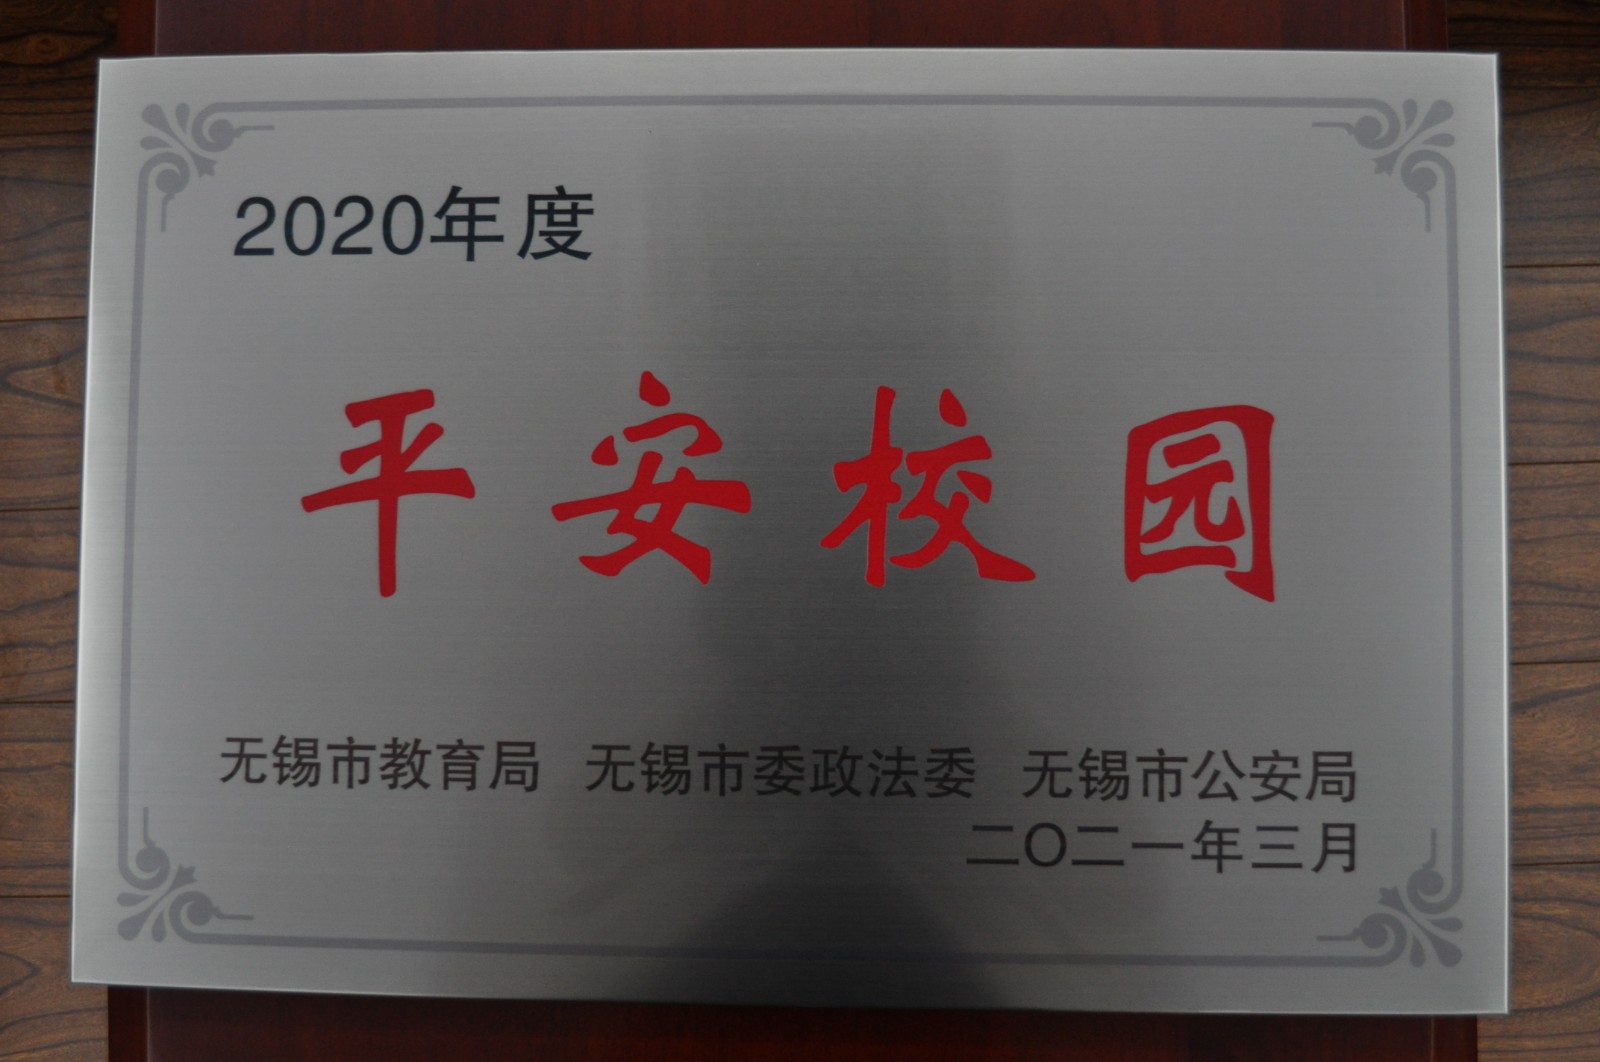 2020年度
平安校园
无锡市教育局 无锡市委政法委 无锡市公安局
二〇二一年三月